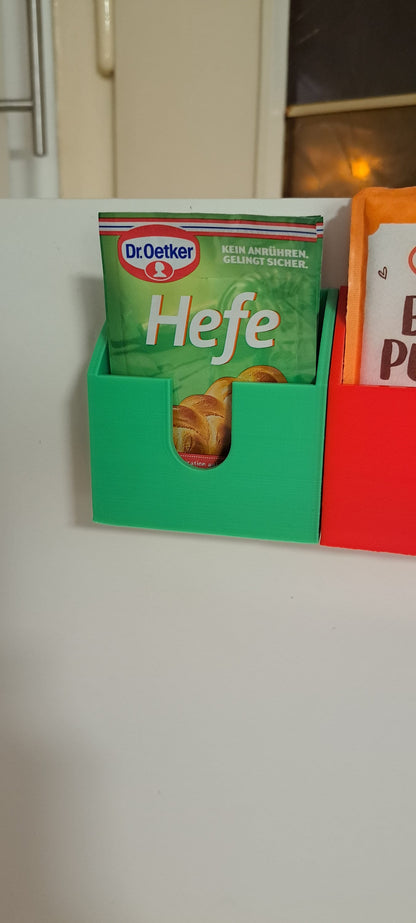 Dr.Oetker
KEIN ANRÜHREN.
GELINGT SICHER.
Hefe